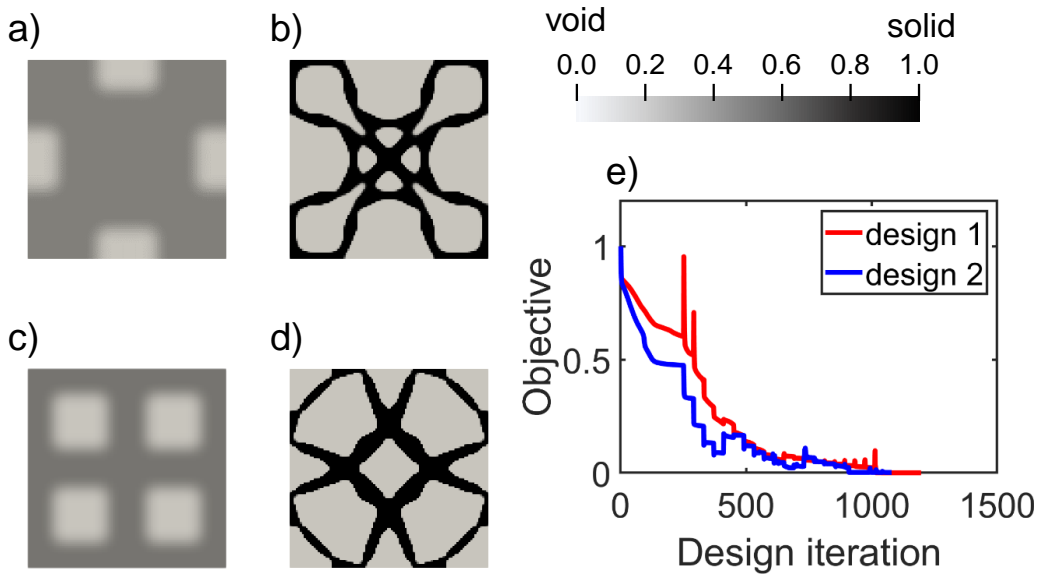 a)
b)
void
solid
0.0 0.2 0.4 0.6 0.8 1.0
c)
d)
e)
design 1
design 2
1
0.5
0
Objective
0 500 1000 1500
Design iteration